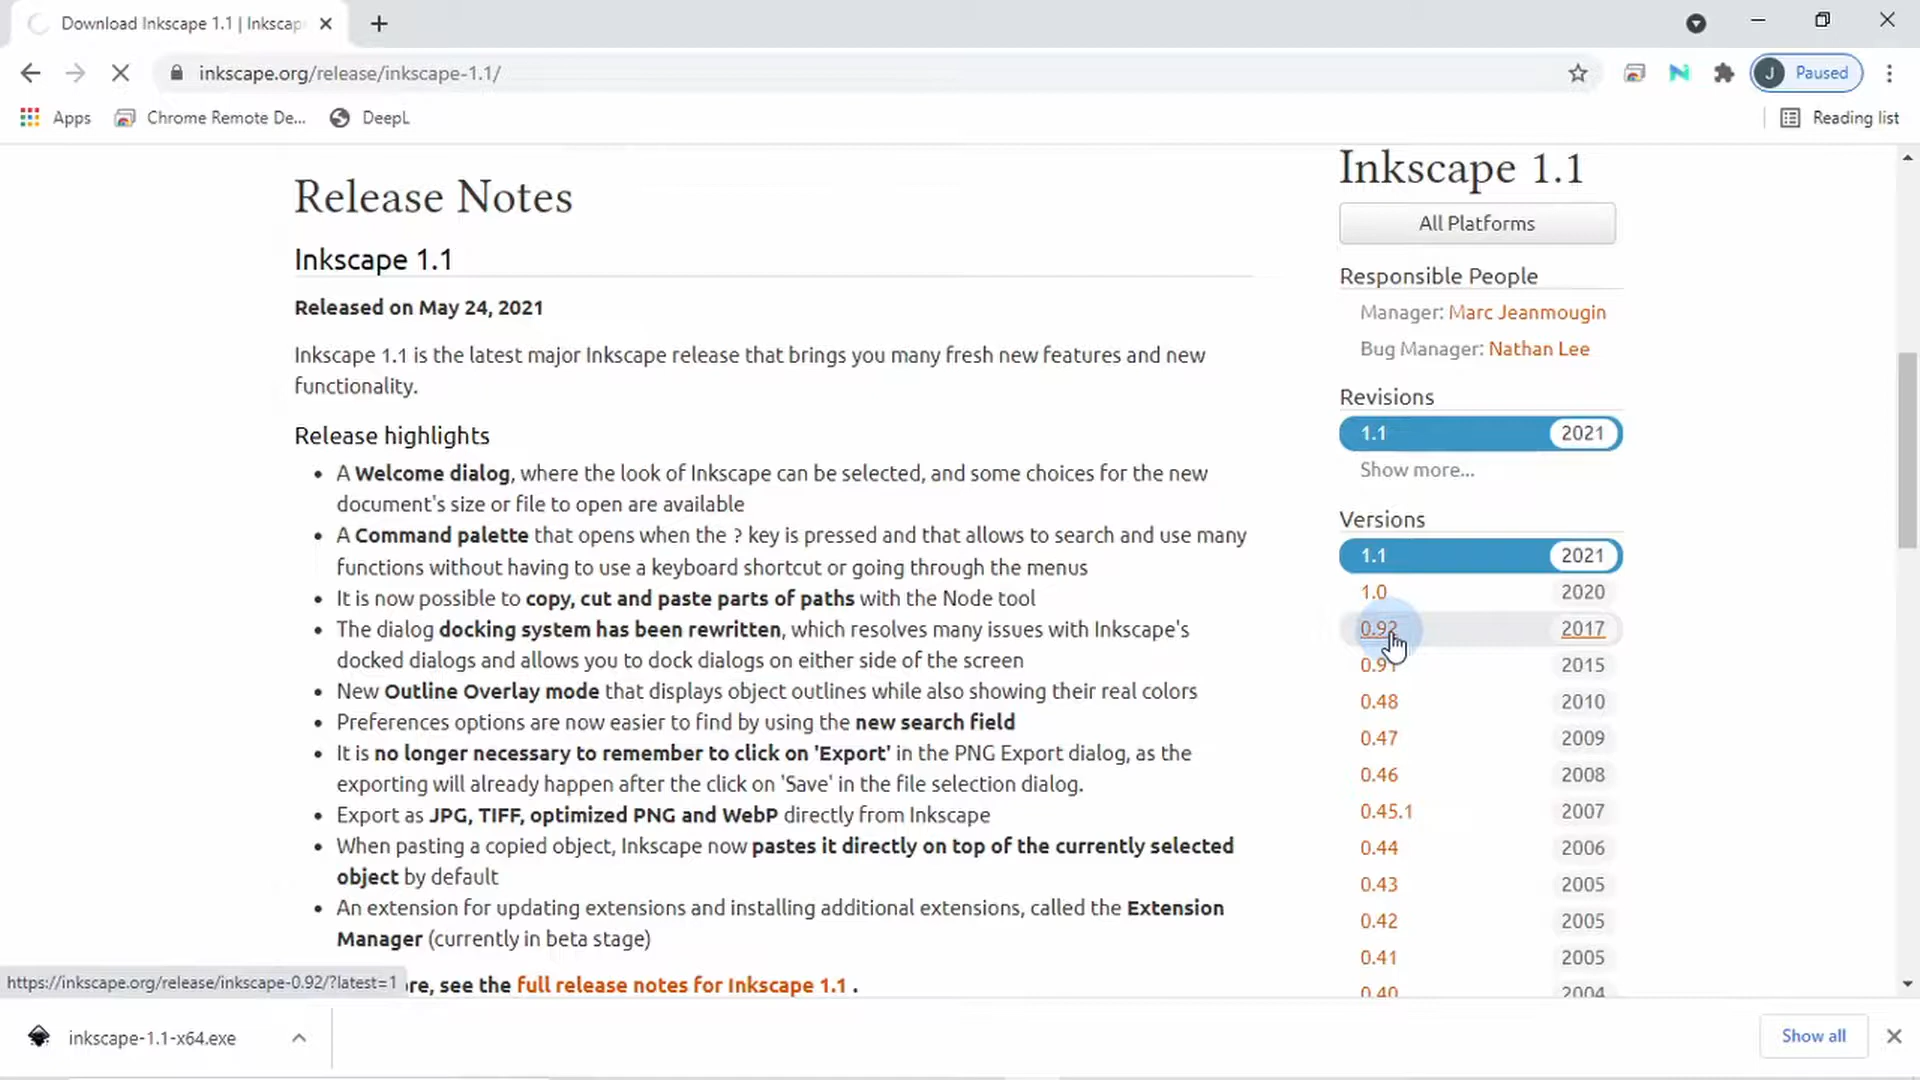 Download Inkscape 1.1 | Inkscap
inkscape.org/release/inkscape-1.1/
J Paused
Apps
Chrome Remote De...
DeepL
Reading list
Release Notes
Inkscape 1.1
Released on May 24, 2021
Inkscape 1.1 is the latest major Inkscape release that brings you many fresh new features and new
functionality.
Release highlights
• A Welcome dialog, where the look of Inkscape can be selected, and some choices for the new
document's size or file to open are available
• A Command palette that opens when the ? key is pressed and that allows to search and use many
functions without having to use a keyboard shortcut or going through the menus
• It is now possible to copy, cut and paste parts of paths with the Node tool
• The dialog docking system has been rewritten, which resolves many issues with Inkscape's
docked dialogs and allows you to dock dialogs on either side of the screen
• New Outline Overlay mode that displays object outlines while also showing their real colors
• Preferences options are now easier to find by using the new search field
• It is no longer necessary to remember to click on 'Export' in the PNG Export dialog, as the
exporting will already happen after the click on 'Save' in the file selection dialog.
• Export as JPG, TIFF, optimized PNG and WebP directly from Inkscape
• When pasting a copied object, Inkscape now pastes it directly on top of the currently selected
object by default
• An extension for updating extensions and installing additional extensions, called the Extension
Manager (currently in beta stage)
re, see the full release notes for Inkscape 1.1 .
Inkscape 1.1
All Platforms
Responsible People
Manager: Marc Jeanmougin
Bug Manager: Nathan Lee
Revisions
1.1 2021
Show more...
Versions
1.1 2021
1.0 2020
0.92 2017
0.91 2015
0.48 2010
0.47 2009
0.46 2008
0.45.1 2007
0.44 2006
0.43 2005
0.42 2005
0.41 2005
0.40 2004
https://inkscape.org/release/inkscape-0.92/?latest=1
inkscape-1.1-x64.exe
Show all